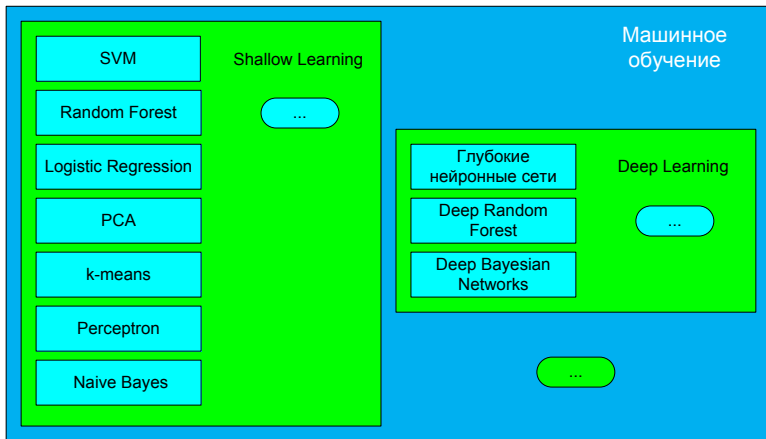 Машинное
обучение
SVM
Shallow Learning
Random Forest
...
Logistic Regression
PCA
k-means
Perceptron
Naive Bayes
Глубокие
нейронные сети
Deep Learning
Deep Random
Forest
...
Deep Bayesian
Networks
...